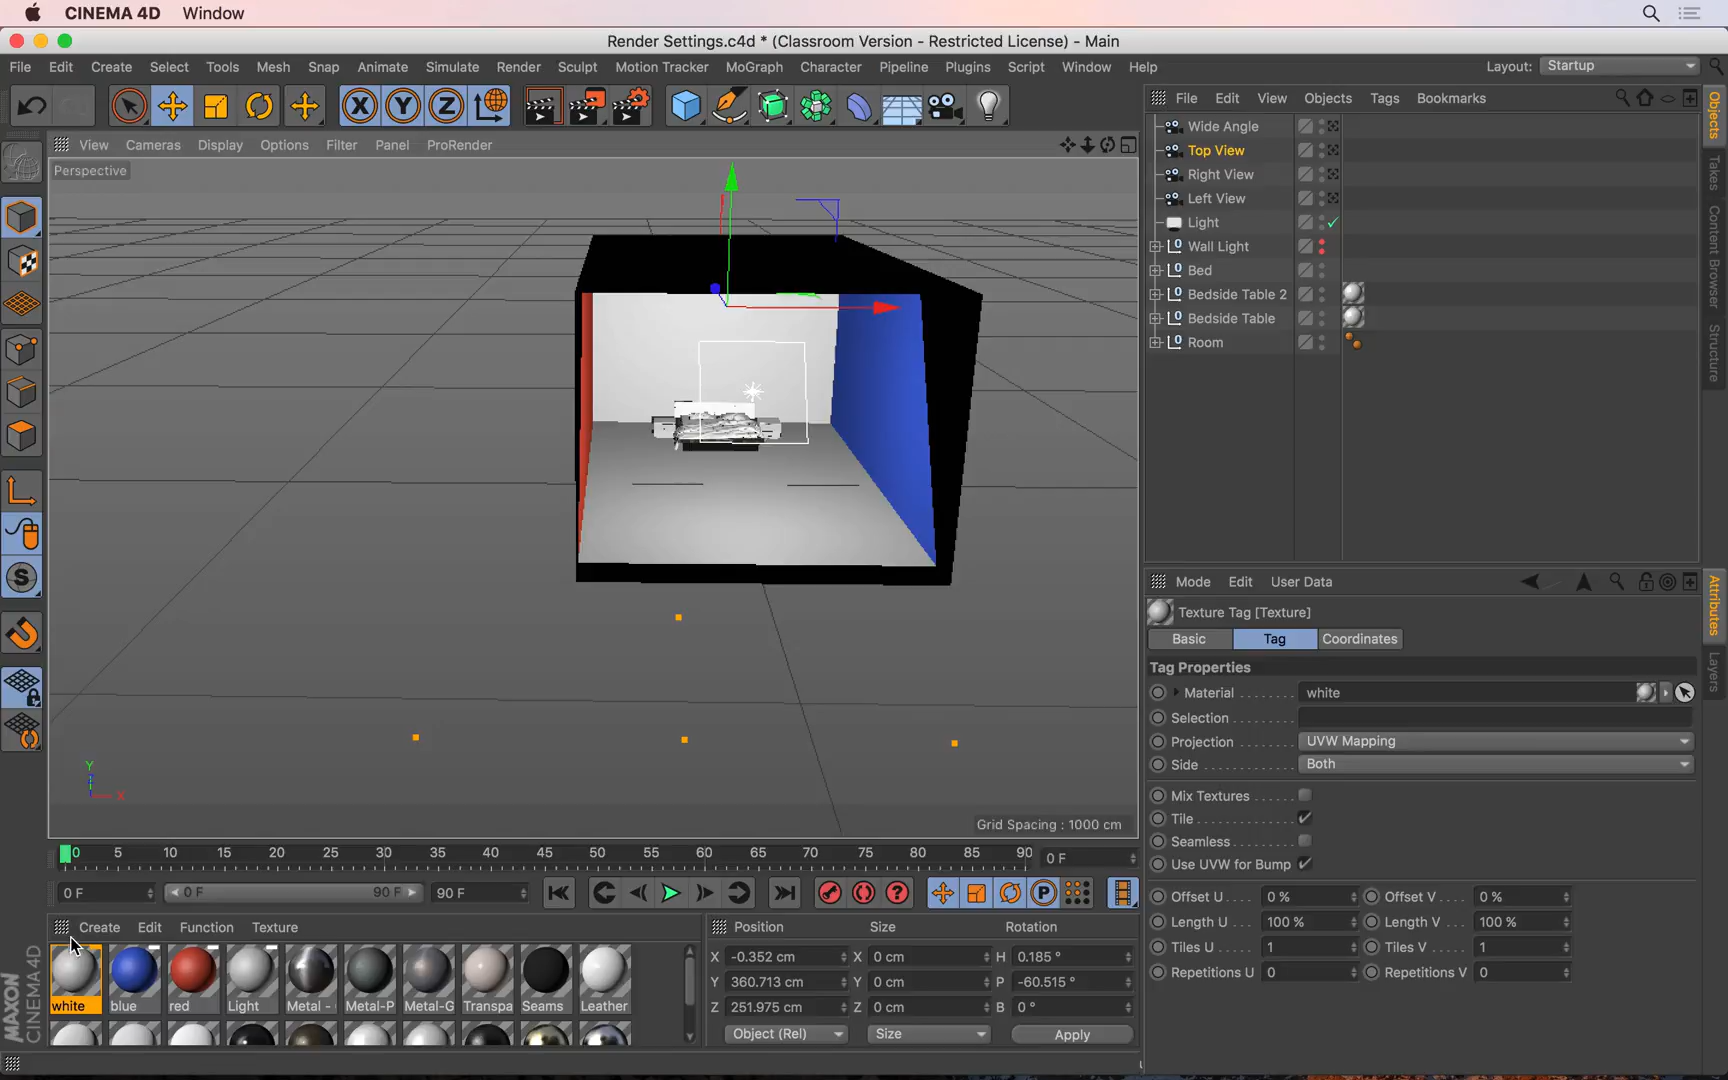 CINEMA 4D Window
Render Settings.c4d * (Classroom Version - Restricted License) - Main
File Edit Create Select Tools Mesh Snap Animate Simulate Render Sculpt Motion Tracker MoGraph Character Pipeline Plugins Script Window Help Layout: Startup
X Y Z
File Edit View Objects Tags Bookmarks
View Cameras Display Options Filter Panel ProRender
Perspective
Wide Angle
Top View
Right View
Left View
Light
Wall Light
Bed
Bedside Table 2
Bedside Table
Room
Objects
Takes
Content Browser
Structure
Mode Edit User Data
Texture Tag [Texture]
Basic Tag Coordinates
Tag Properties
Material white
Selection
Projection UVW Mapping
Side Both
Mix Textures
Tile
Seamless
Use UVW for Bump
Offset U 0 % Offset V 0 %
Length U 100 % Length V 100 %
Tiles U 1 Tiles V 1
Repetitions U 0 Repetitions V 0
Attributes
Layers
S
Y
X
Grid Spacing : 1000 cm
0 5 10 15 20 25 30 35 40 45 50 55 60 65 70 75 80 85 90 0 F
0 F 0 F 90 F 90 F
P
Create Edit Function Texture
white blue red Light Metal - Metal-P Metal-G Transpa Seams Leather
Position Size Rotation
X -0.352 cm X 0 cm H 0.185 °
Y 360.713 cm Y 0 cm P -60.515 °
Z 251.975 cm Z 0 cm B 0 °
Object (Rel) Size Apply
MAXON
CINEMA 4D